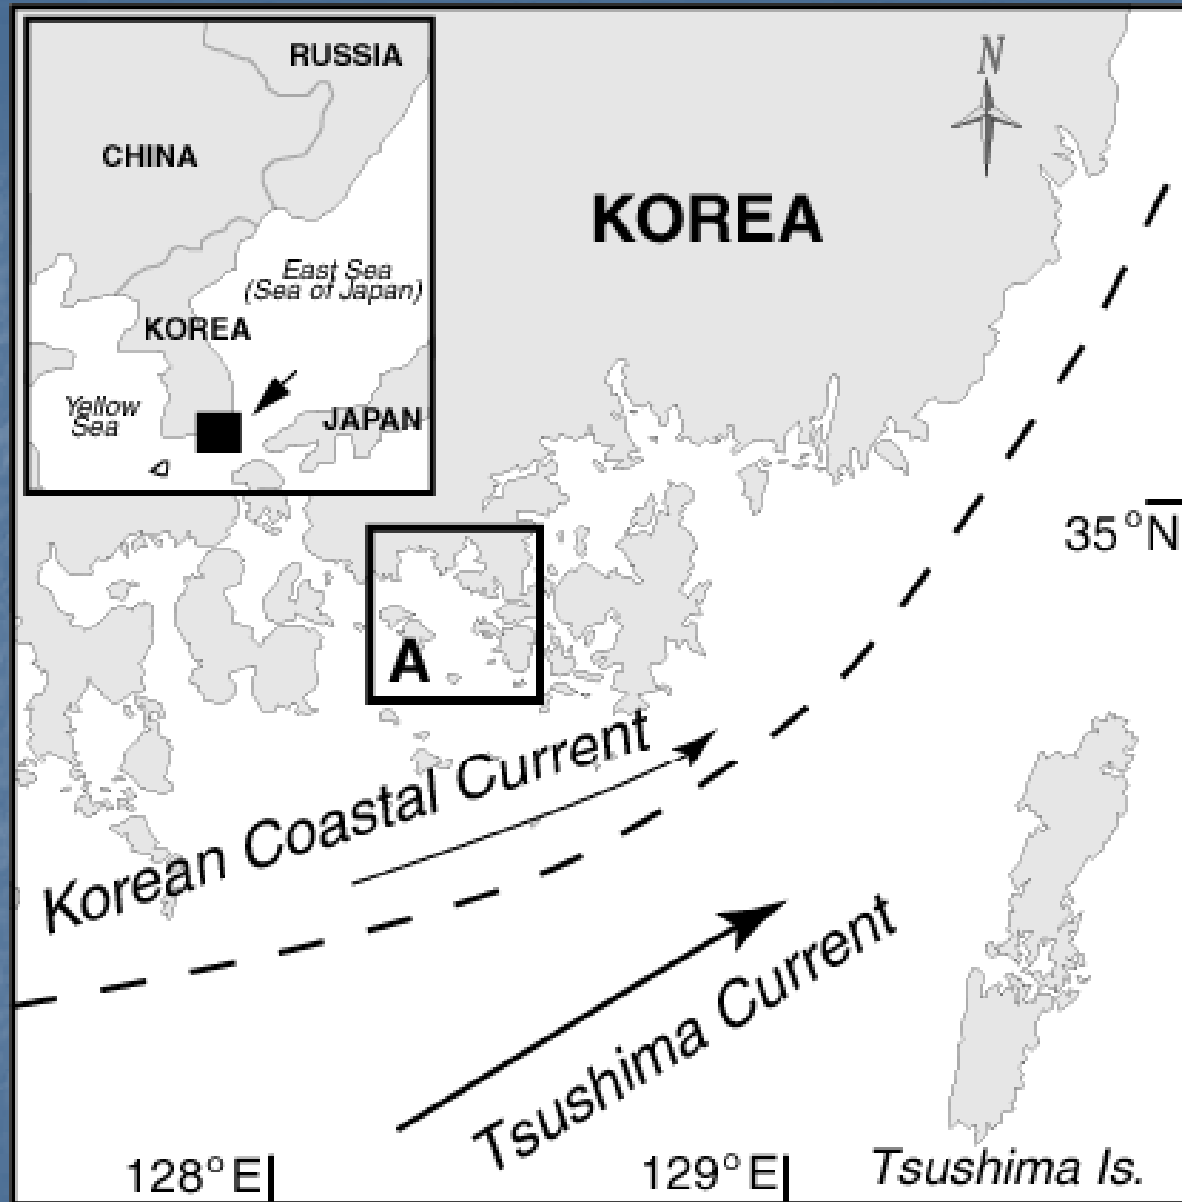 RUSSIA
CHINA
East Sea
(Sea of Japan)
KOREA
Yellow
Sea
JAPAN
N
KOREA
35°N
A
Korean Coastal Current
Tsushima Current
128°E
129°E
Tsushima Is.